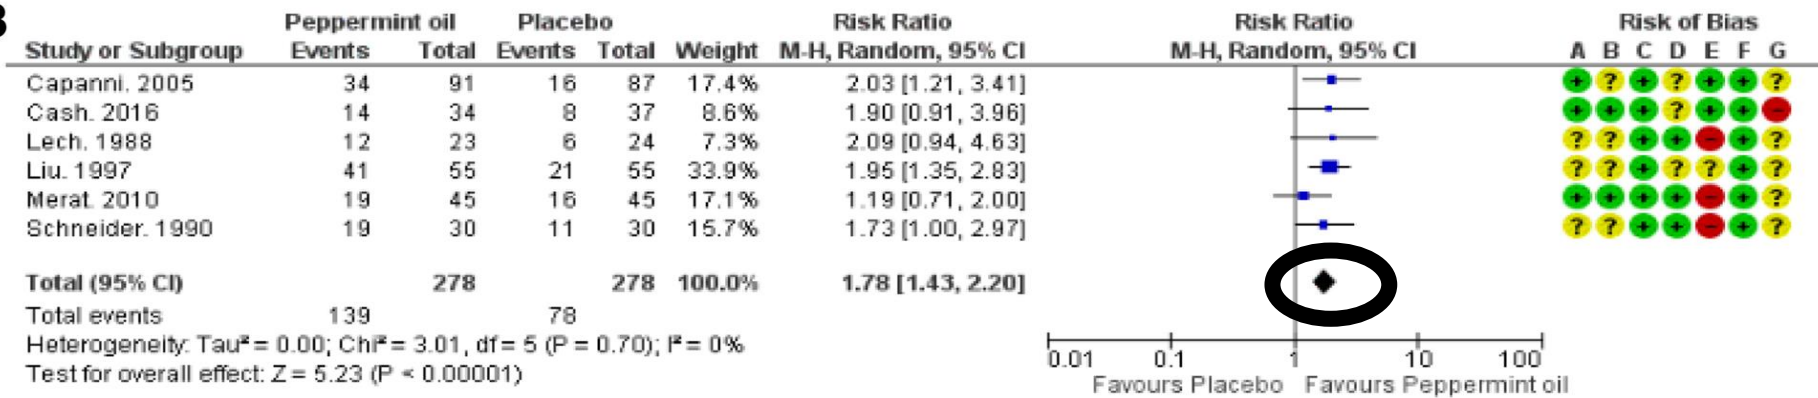 B
Peppermint oil Placebo Risk Ratio Risk Ratio Risk of Bias
Study or Subgroup Events Total Events Total Weight M-H, Random, 95% CI M-H, Random, 95% CI A B C D E F G
Capanni. 2005 34 91 16 87 17.4% 2.03 [1.21, 3.41] + ? + ? + + ?
Cash. 2016 14 34 8 37 8.6% 1.90 [0.91, 3.96] + + + ? + + -
Lech. 1988 12 23 6 24 7.3% 2.09 [0.94, 4.63] ? ? + + - + ?
Liu. 1997 41 55 21 55 33.9% 1.95 [1.35, 2.83] ? ? + ? ? + ?
Merat. 2010 19 45 16 45 17.1% 1.19 [0.71, 2.00] + + + + - + ?
Schneider. 1990 19 30 11 30 15.7% 1.73 [1.00, 2.97] ? ? + + - + ?
Total (95% CI) 278 278 100.0% 1.78 [1.43, 2.20]
Total events 139 78
Heterogeneity: Tau² = 0.00; Chi² = 3.01, df = 5 (P = 0.70); I² = 0%
Test for overall effect: Z = 5.23 (P < 0.00001)
0.01 0.1 1 10 100
Favours Placebo Favours Peppermint oil